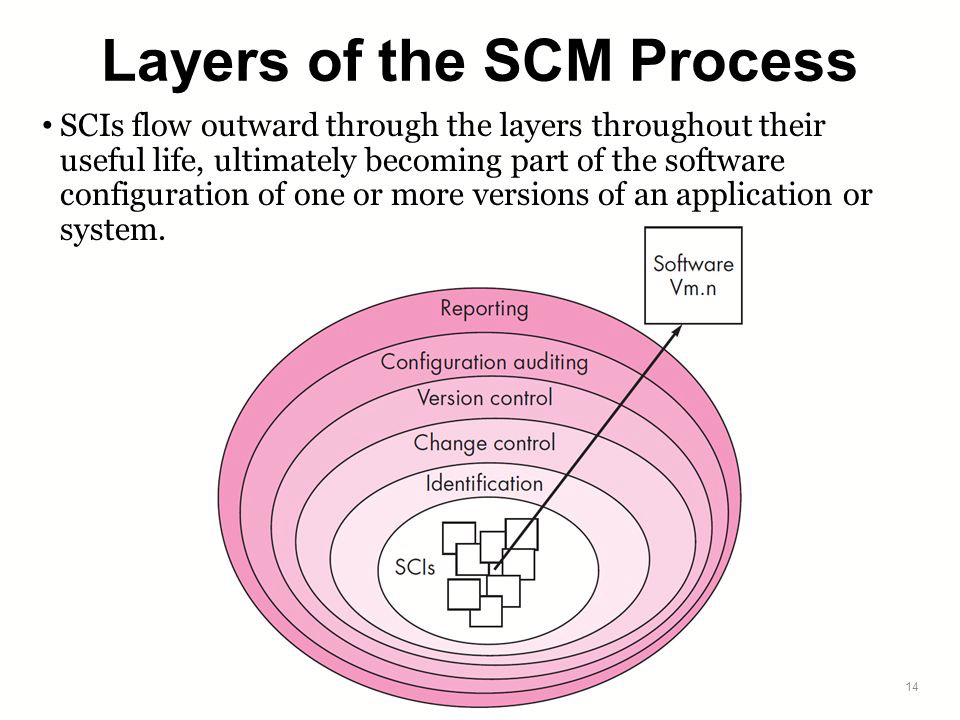 Layers of the SCM Process
• SCIs flow outward through the layers throughout their
useful life, ultimately becoming part of the software
configuration of one or more versions of an application or
system.
Software
Vm.n
Reporting
Configuration auditing
Version control
Change control
Identification
SCIs
14